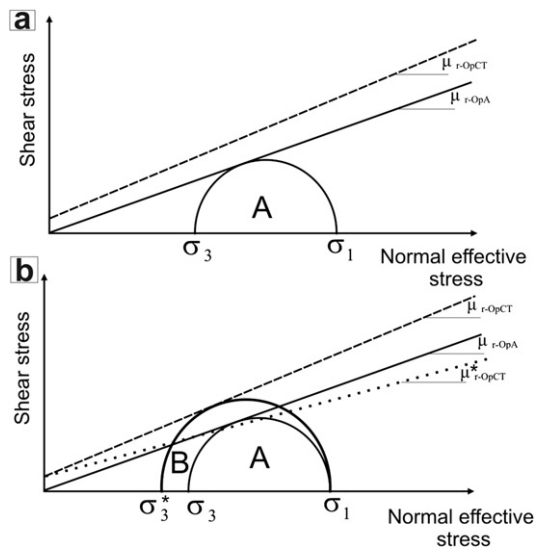 a
Shear stress
μ r-OpCT
μ r-OpA
A
σ3
σ1
Normal effective
stress
b
Shear stress
μ r-OpCT
μ r-OpA
μ* r-OpCT
B
A
σ3*
σ3
σ1
Normal effective
stress